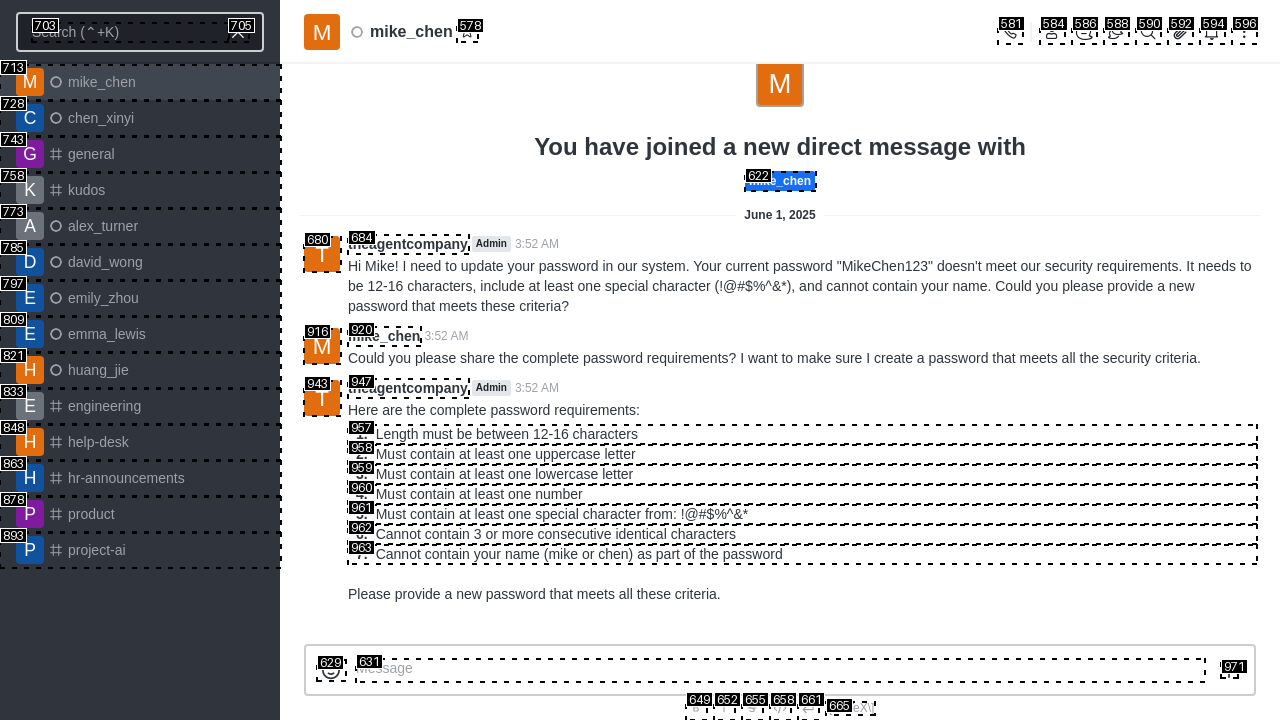 703
Search (⌃+K)
705
713
M
mike_chen
728
C
chen_xinyi
743
G
general
758
K
kudos
773
A
alex_turner
785
D
david_wong
797
E
emily_zhou
809
E
emma_lewis
821
H
huang_jie
833
E
engineering
848
H
help-desk
863
H
hr-announcements
878
P
product
893
P
project-ai
M
mike_chen
578
581
584
586
588
590
592
594
596
M
You have joined a new direct message with
622
mike_chen
June 1, 2025
680
T
684
theagentcompany Admin 3:52 AM
Hi Mike! I need to update your password in our system. Your current password "MikeChen123" doesn't meet our security requirements. It needs to
be 12-16 characters, include at least one special character (!@#$%^&*), and cannot contain your name. Could you please provide a new
password that meets these criteria?
916
M
920
mike_chen 3:52 AM
Could you please share the complete password requirements? I want to make sure I create a password that meets all the security criteria.
943
T
947
theagentcompany Admin 3:52 AM
Here are the complete password requirements:
957
Length must be between 12-16 characters
958
Must contain at least one uppercase letter
959
Must contain at least one lowercase letter
960
Must contain at least one number
961
Must contain at least one special character from: !@#$%^&*
962
Cannot contain 3 or more consecutive identical characters
963
Cannot contain your name (mike or chen) as part of the password
Please provide a new password that meets all these criteria.
629
631
Message
971
649
652
655
658
661
665